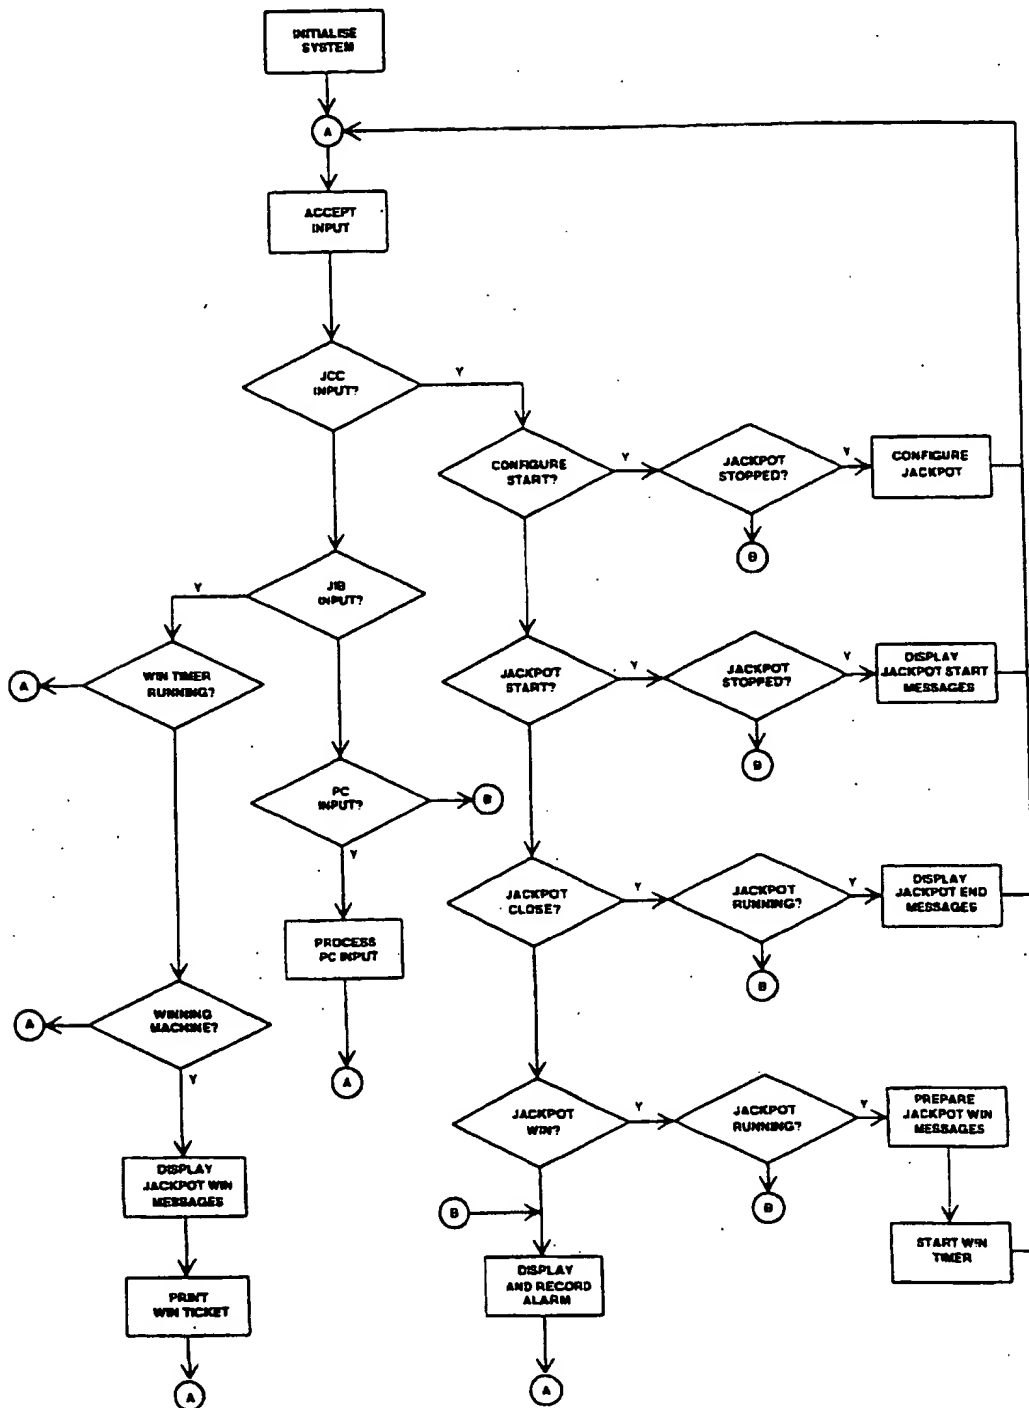 INITIALISE
SYSTEM
A
ACCEPT
INPUT
JCC
INPUT?
Y
CONFIGURE
START?
Y
JACKPOT
STOPPED?
Y
CONFIGURE
JACKPOT
B
JIB
INPUT?
Y
WIN TIMER
RUNNING?
A
JACKPOT
START?
Y
JACKPOT
STOPPED?
Y
DISPLAY
JACKPOT START
MESSAGES
B
PC
INPUT?
B
Y
PROCESS
PC INPUT
A
JACKPOT
CLOSE?
Y
JACKPOT
RUNNING?
Y
DISPLAY
JACKPOT END
MESSAGES
B
WINNING
MACHINE?
A
Y
JACKPOT
WIN?
Y
JACKPOT
RUNNING?
Y
PREPARE
JACKPOT WIN
MESSAGES
B
START WIN
TIMER
DISPLAY
JACKPOT WIN
MESSAGES
PRINT
WIN TICKET
A
B
DISPLAY
AND RECORD
ALARM
A